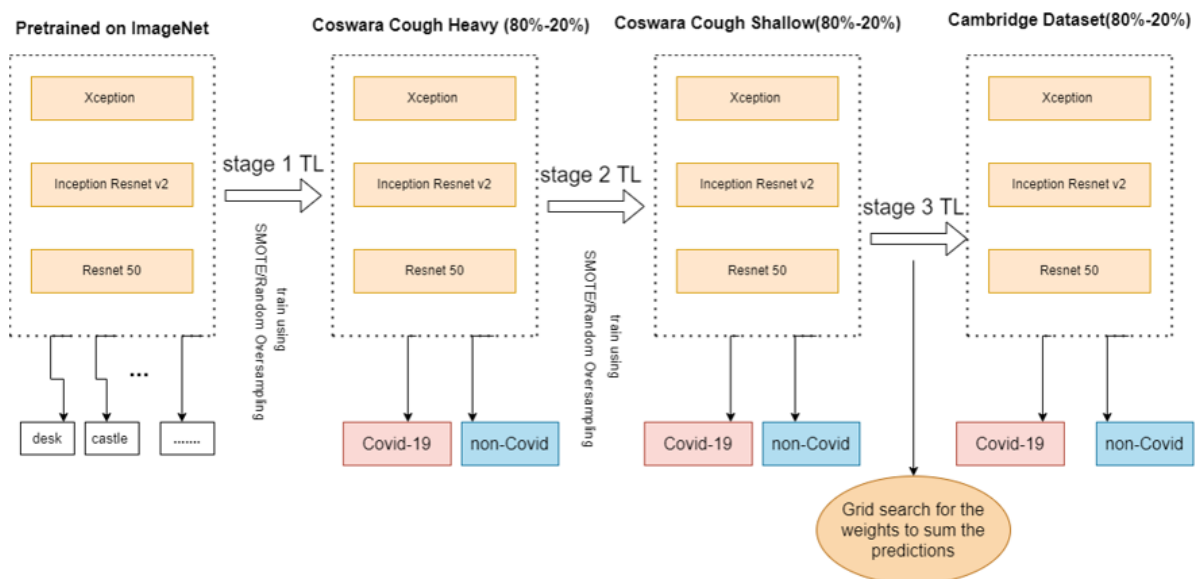 Pretrained on ImageNet
Coswara Cough Heavy (80%-20%)
Coswara Cough Shallow(80%-20%)
Cambridge Dataset(80%-20%)
Xception
Inception Resnet v2
Resnet 50
desk
castle
...
.......
stage 1 TL
train using
SMOTE/Random Oversampling
Xception
Inception Resnet v2
Resnet 50
Covid-19
non-Covid
stage 2 TL
train using
SMOTE/Random Oversampling
Xception
Inception Resnet v2
Resnet 50
Covid-19
non-Covid
stage 3 TL
Grid search for the
weights to sum the
predictions
Xception
Inception Resnet v2
Resnet 50
Covid-19
non-Covid